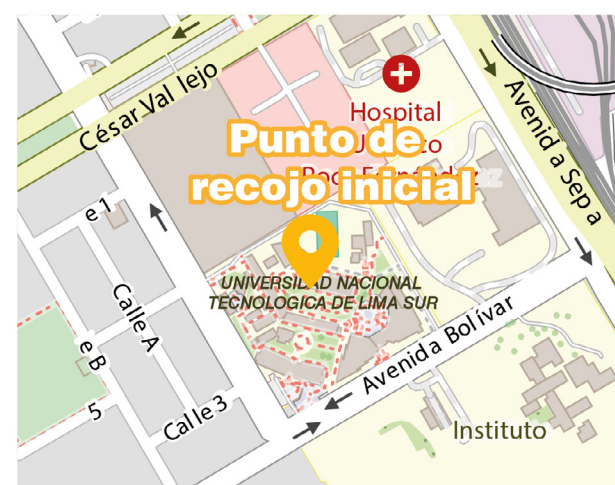 César Vallejo
Avenida Sepa
Hospital
Punto de
recojo inicial
UNIVERSIDAD NACIONAL
TECNOLOGICA DE LIMA SUR
e 1
Calle A
e B
5
Calle 3
Avenida Bolívar
Instituto